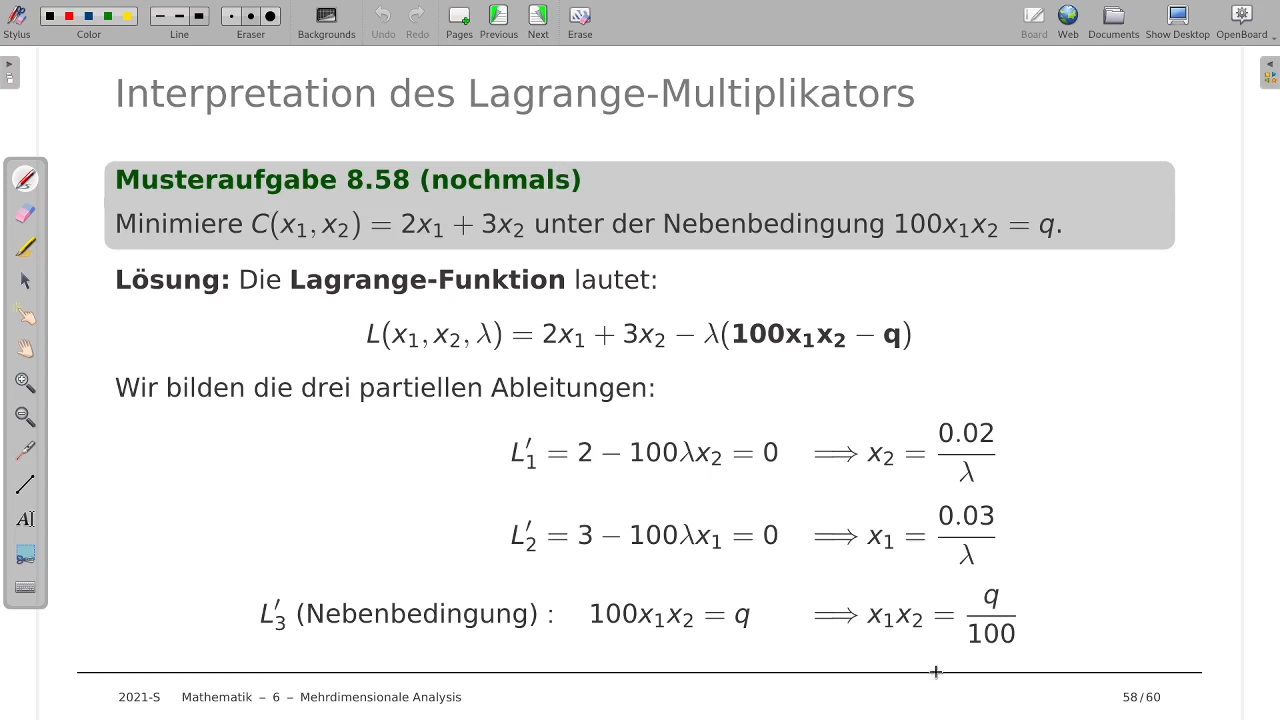 Stylus Color Line Eraser Backgrounds Undo Redo Pages Previous Next Erase Board Web Documents Show Desktop OpenBoard
Interpretation des Lagrange-Multiplikators
Musteraufgabe 8.58 (nochmals)
Minimiere C(x₁, x₂) = 2x₁ + 3x₂ unter der Nebenbedingung 100x₁x₂ = q.
Lösung: Die Lagrange-Funktion lautet:
L(x₁, x₂, λ) = 2x₁ + 3x₂ − λ(100x₁x₂ − q)
Wir bilden die drei partiellen Ableitungen:
L′₁ = 2 − 100λx₂ = 0 ⟹ x₂ = 0.02/λ
L′₂ = 3 − 100λx₁ = 0 ⟹ x₁ = 0.03/λ
L′₃ (Nebenbedingung) : 100x₁x₂ = q ⟹ x₁x₂ = q/100
2021-S Mathematik – 6 – Mehrdimensionale Analysis 58/60